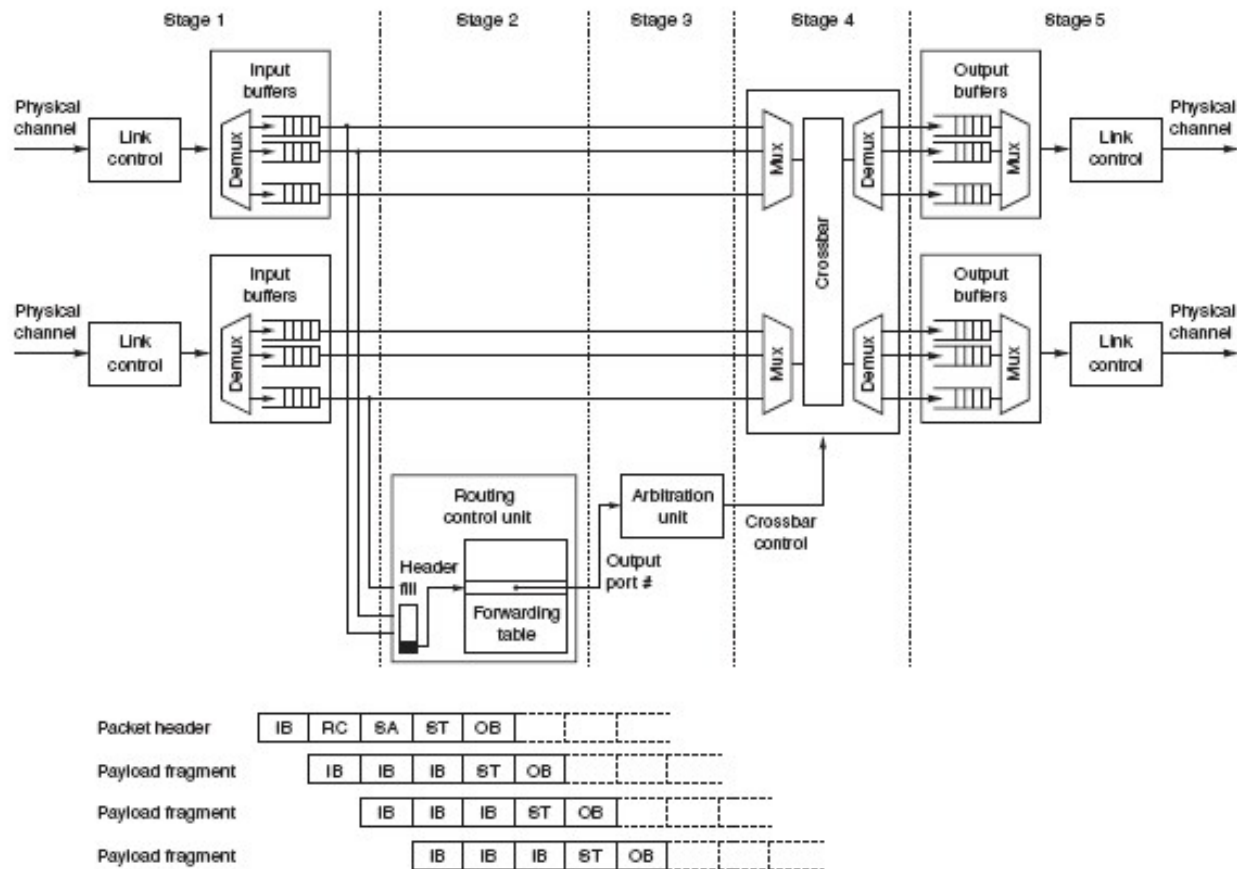 Stage 1
Stage 2
Stage 3
Stage 4
Stage 5
Input
buffers
Output
buffers
Physical
channel
Link
control
Demux
Mux
Crossbar
Demux
Mux
Link
control
Physical
channel
Input
buffers
Output
buffers
Physical
channel
Link
control
Demux
Mux
Demux
Mux
Link
control
Physical
channel
Routing
control unit
Header
fill
Forwarding
table
Output
port #
Arbitration
unit
Crossbar
control
Packet header IB RC SA ST OB
Payload fragment IB IB IB ST OB
Payload fragment IB IB IB ST OB
Payload fragment IB IB IB ST OB